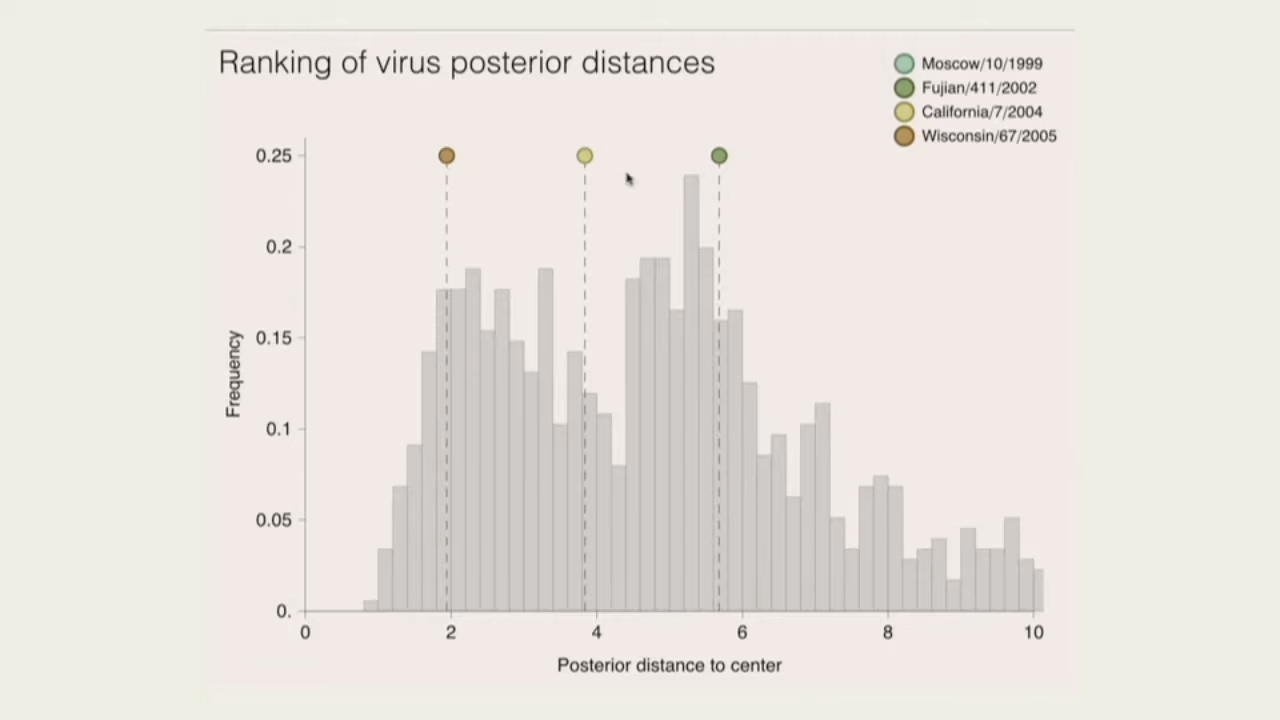 Ranking of virus posterior distances
Moscow/10/1999
Fujian/411/2002
California/7/2004
Wisconsin/67/2005
0.25
0.2
0.15
0.1
0.05
0.
Frequency
0 2 4 6 8 10
Posterior distance to center